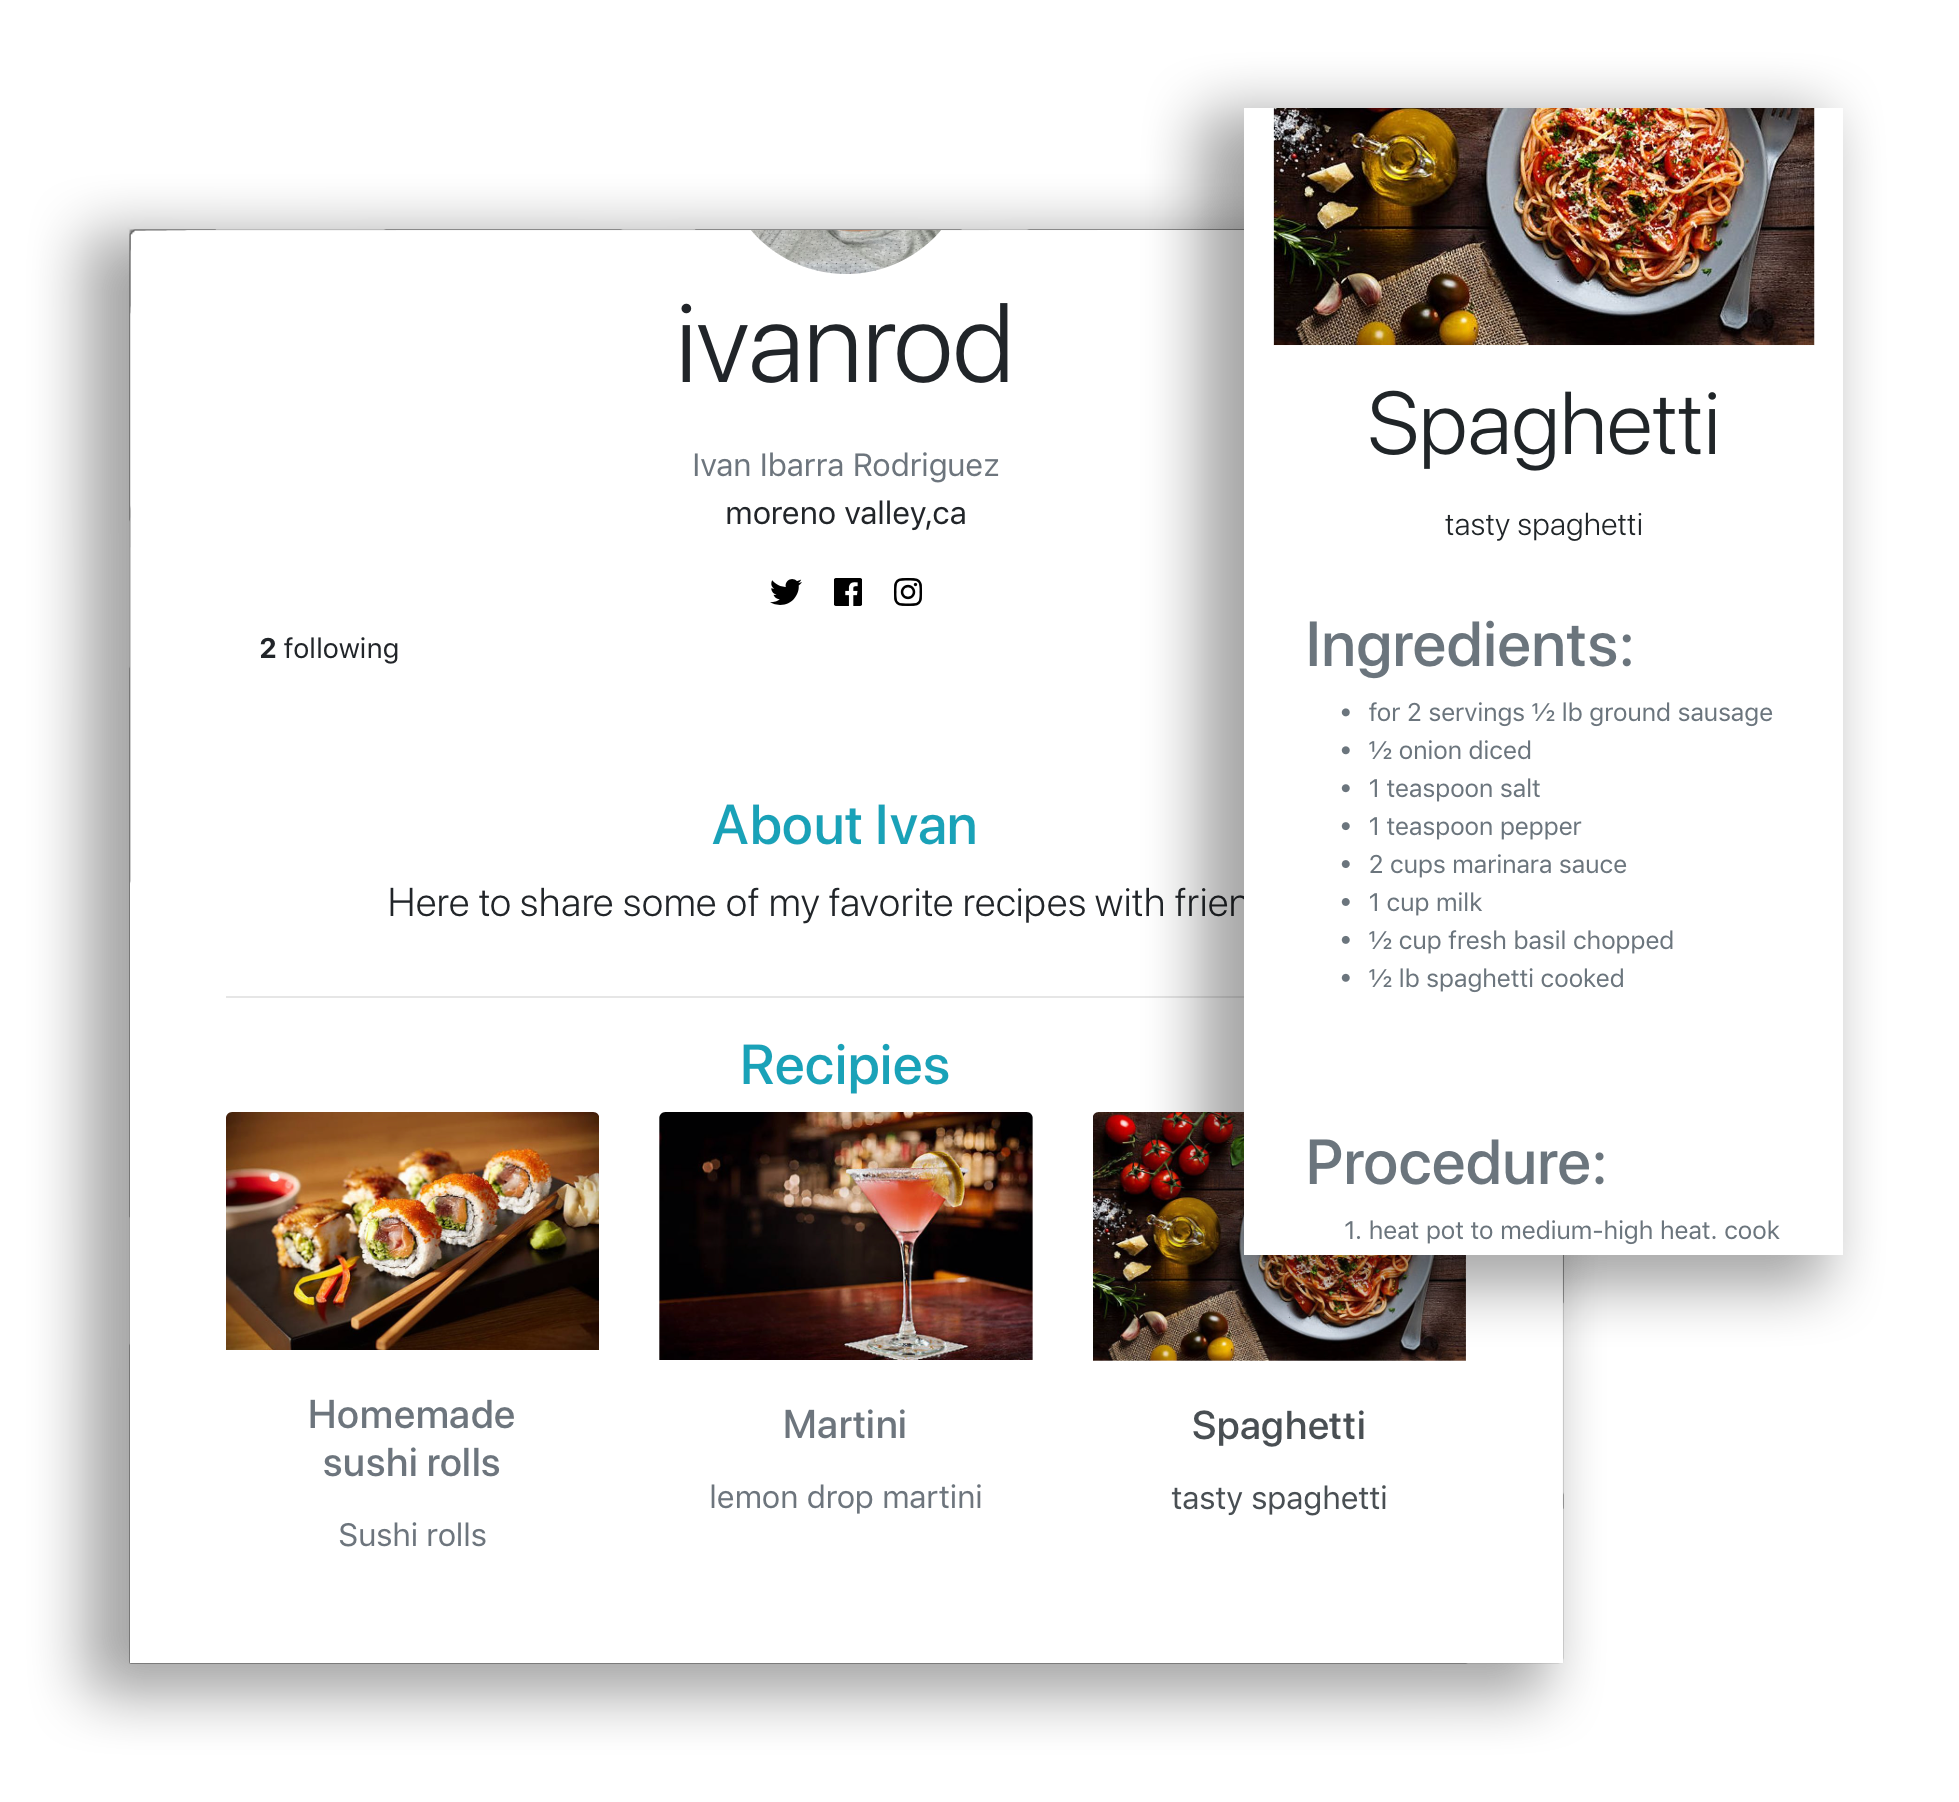 ivanrod
Ivan Ibarra Rodriguez
moreno valley,ca
2 following
About Ivan
Here to share some of my favorite recipes with
Recipies
Homemade
sushi rolls
Sushi rolls
Martini
lemon drop martini
Spaghetti
tasty spaghetti
Spaghetti
tasty spaghetti
Ingredients:
• for 2 servings ½ lb ground sausage
• ½ onion diced
• 1 teaspoon salt
• 1 teaspoon pepper
• 2 cups marinara sauce
• 1 cup milk
• ½ cup fresh basil chopped
• ½ lb spaghetti cooked
Procedure:
1. heat pot to medium-high heat. cook